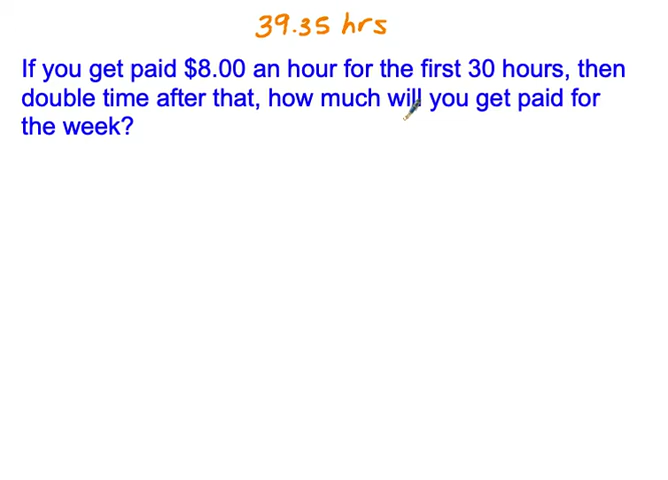 39.35 hrs
If you get paid $8.00 an hour for the first 30 hours, then
double time after that, how much will you get paid for
the week?